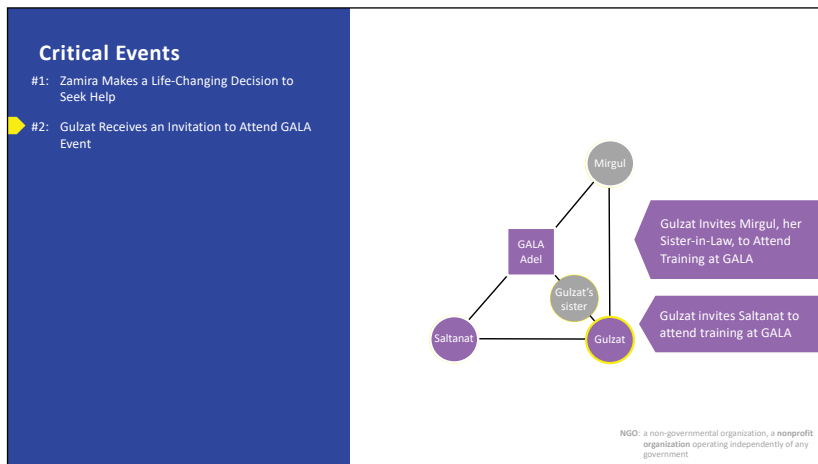 Critical Events
#1: Zamira Makes a Life-Changing Decision to
Seek Help
#2: Gulzat Receives an Invitation to Attend GALA
Event
Mirgul
GALA
Adel
Gulzat's
sister
Saltanat
Gulzat
Gulzat Invites Mirgul, her
Sister-in-Law, to Attend
Training at GALA
Gulzat invites Saltanat to
attend training at GALA
NGO: a non-governmental organization, a nonprofit
organization operating independently of any
government